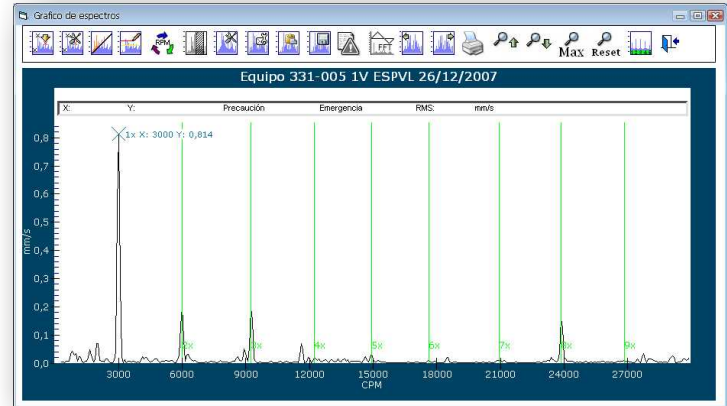 Grafico de espectros
RPM
FFT
Max Reset
Equipo 331-005 1V ESPVL 26/12/2007
X: Y: Precaución Emergencia RMS: mm/s
1x X: 3000 Y: 0,814
0,8
0,7
0,6
0,5
0,4
0,3
0,2
0,1
0,0
mm/s
2x 3x 4x 5x 6x 7x 8x 9x
3000 6000 9000 12000 15000 18000 21000 24000 27000
CPM